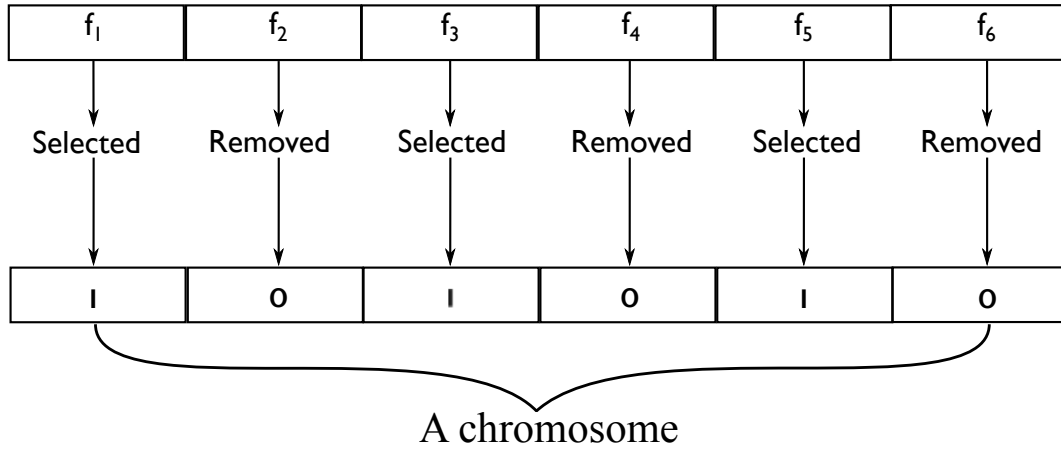 f₁ f₂ f₃ f₄ f₅ f₆
Selected Removed Selected Removed Selected Removed
1 0 1 0 1 0
A chromosome